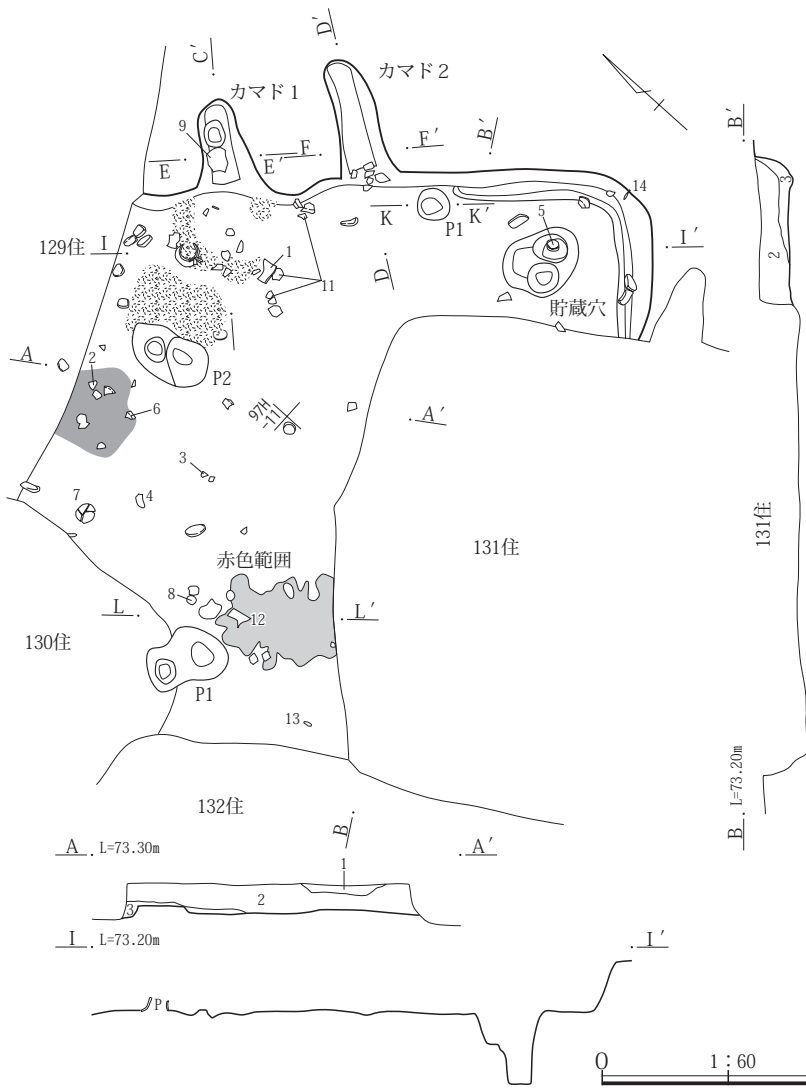 D′
C′
カマド2
カマド1
9
B′
F′
B′
E
F
E′
3
14
K
K′
P1
5
I′
129住
I
1
2
D
11
貯蔵穴
A
2
P2
6
97H
-11
A′
3
7
4
131住
131住
赤色範囲
8
L
L′
12
130住
P1
13
B L=73.20m
132住
B
A L=73.30m
A′
1
2
3
I L=73.20m
I′
P
0
1：60